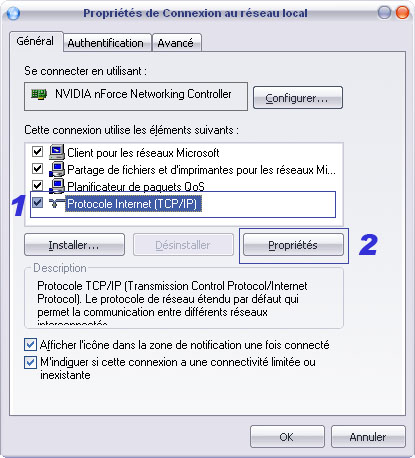 Propriétés de Connexion au réseau local
Général
Authentification
Avancé
Se connecter en utilisant :
NVIDIA nForce Networking Controller
Configurer...
Cette connexion utilise les éléments suivants :
Client pour les réseaux Microsoft
Partage de fichiers et d'imprimantes pour les réseaux Mi...
Planificateur de paquets QoS
1
Protocole Internet (TCP/IP)
Installer...
Désinstaller
Propriétés
2
Description
Protocole TCP/IP (Transmission Control Protocol/Internet
Protocol). Le protocole de réseau étendu par défaut qui
permet la communication entre différents réseaux
interconnectés.
Afficher l'icône dans la zone de notification une fois connecté
M'indiquer si cette connexion a une connectivité limitée ou
inexistante
OK
Annuler